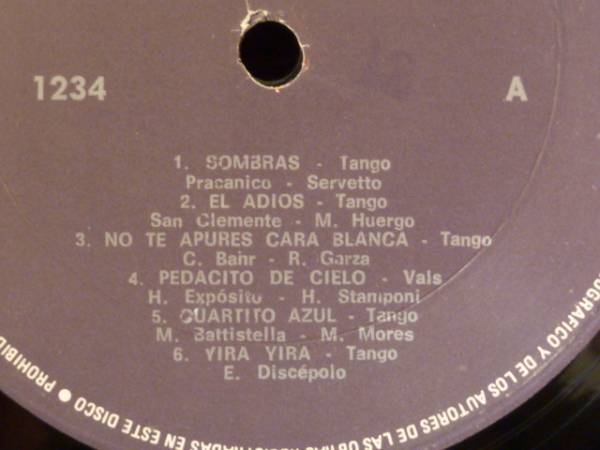 1234
A
1. SOMBRAS - Tango
Pracanico - Servetto
2. EL ADIOS - Tango
San Clemente - M. Huergo
3. NO TE APURES CARA BLANCA - Tango
C. Bahr - R. Garza
4. PEDACITO DE CIELO - Vals
H. Expósito - H. Stamponi
5. CUARTITO AZUL - Tango
M. Battistella - M. Mores
6. YIRA YIRA - Tango
E. Discépolo
OGRAFICO Y DE LOS AUTORES DE LAS OBRAS REGISTRADAS EN ESTE DISCO • PROHIBID